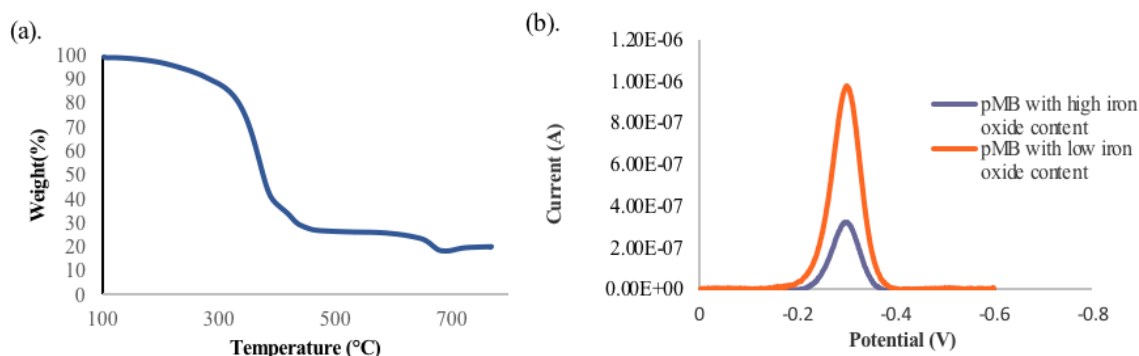 (a).
100
90
80
70
60
50
40
30
20
10
0
Weight(%)
100
300
500
700
Temperature (°C)
(b).
1.20E-06
1.00E-06
8.00E-07
6.00E-07
4.00E-07
2.00E-07
0.00E+00
Current (A)
0
-0.2
-0.4
-0.6
-0.8
Potential (V)
pMB with high iron
oxide content
pMB with low iron
oxide content